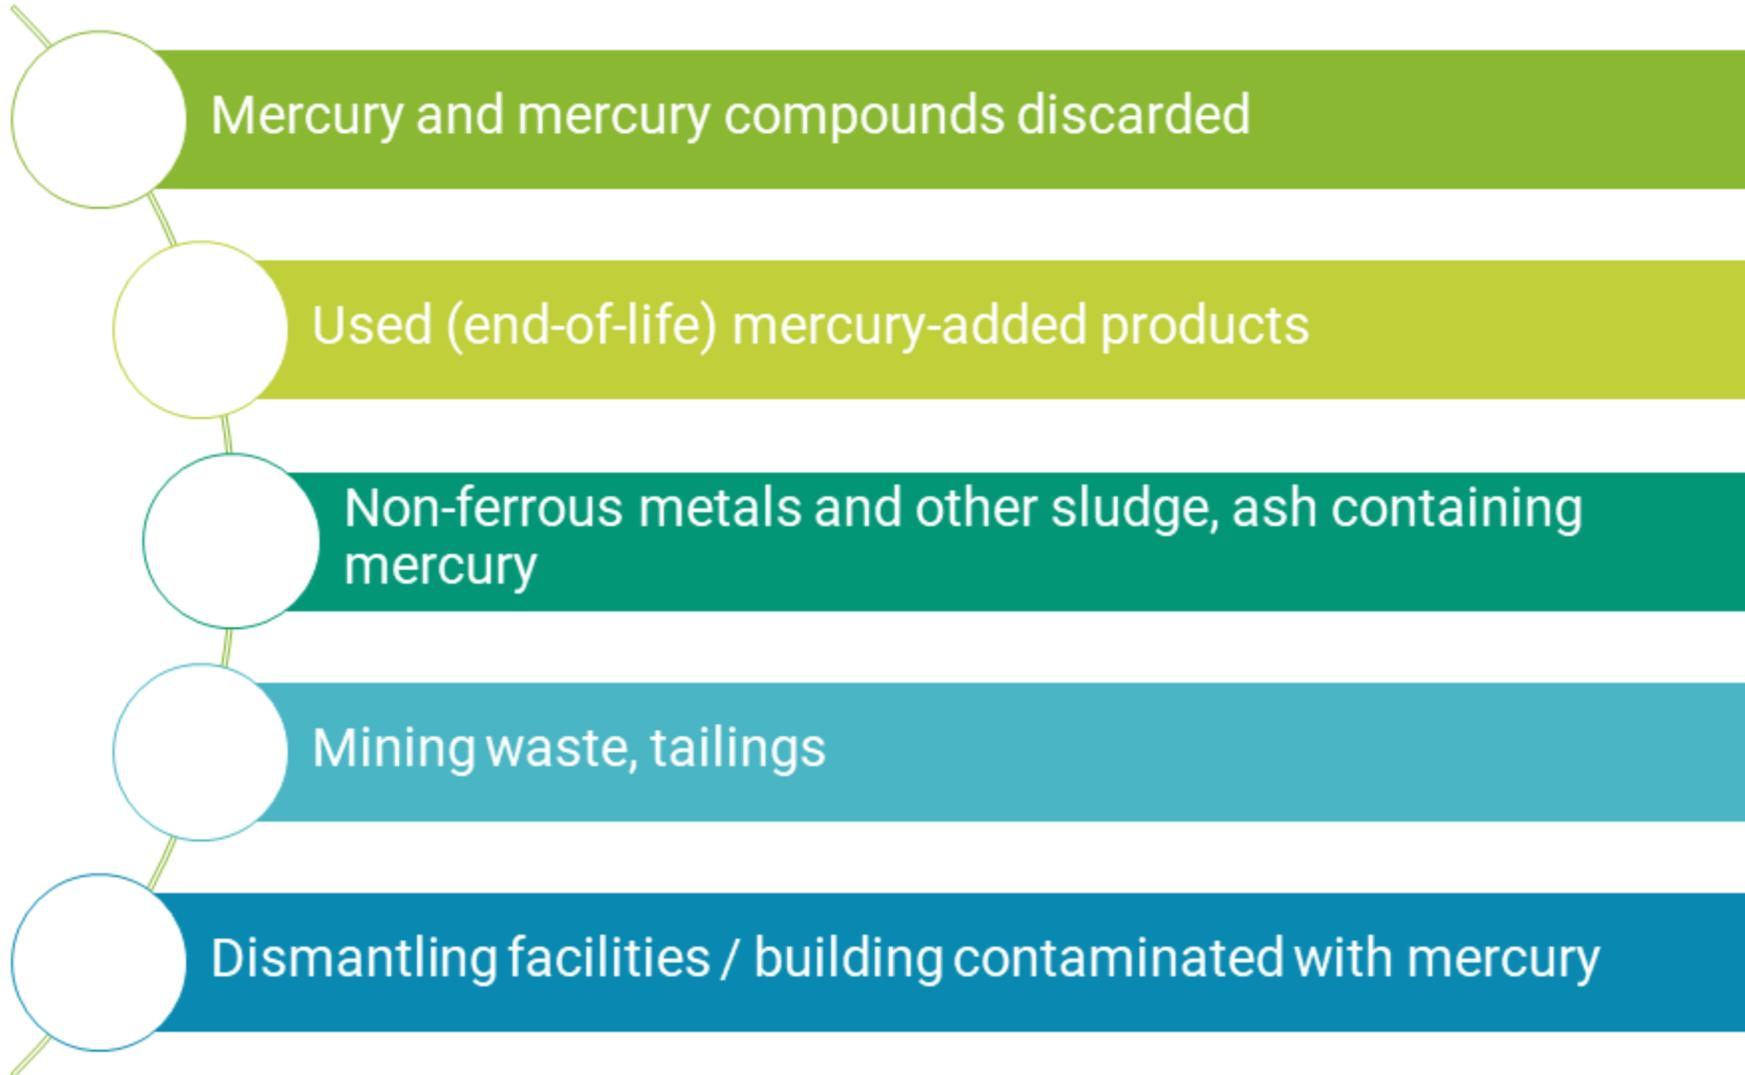 Mercury and mercury compounds discarded
Used (end-of-life) mercury-added products
Non-ferrous metals and other sludge, ash containing
mercury
Mining waste, tailings
Dismantling facilities / building contaminated with mercury